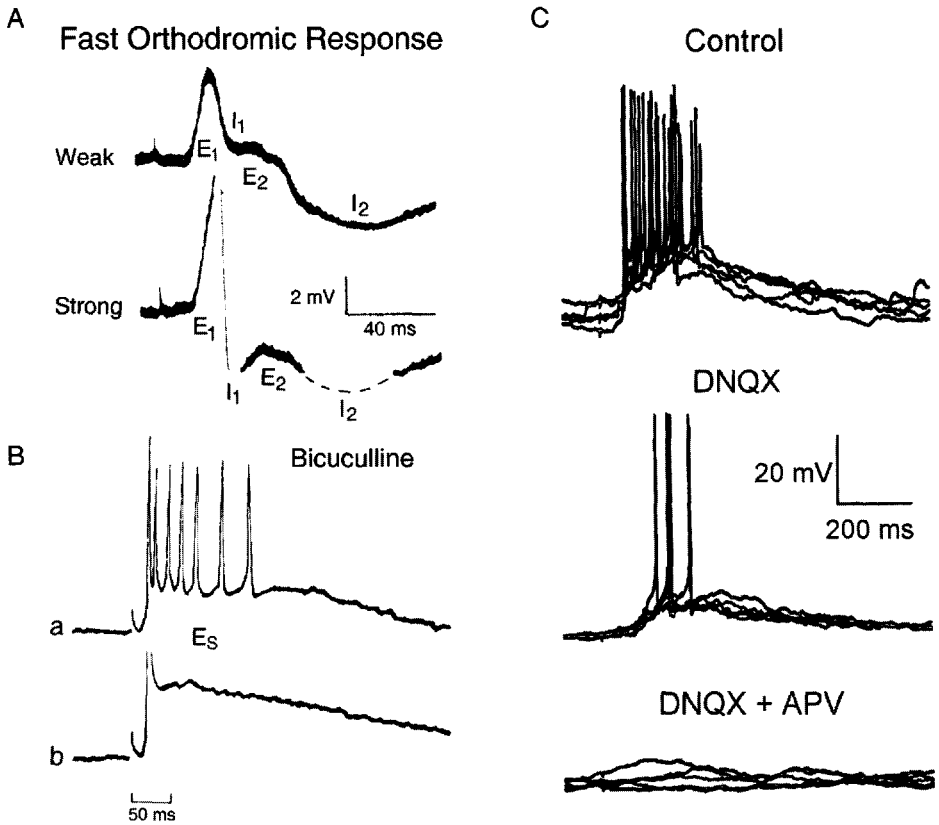 A
Fast Orthodromic Response
Weak
E1
I1
E2
I2
2 mV
40 ms
Strong
E1
I1
E2
I2
B
Bicuculline
a
ES
b
50 ms
C
Control
DNQX
20 mV
200 ms
DNQX + APV